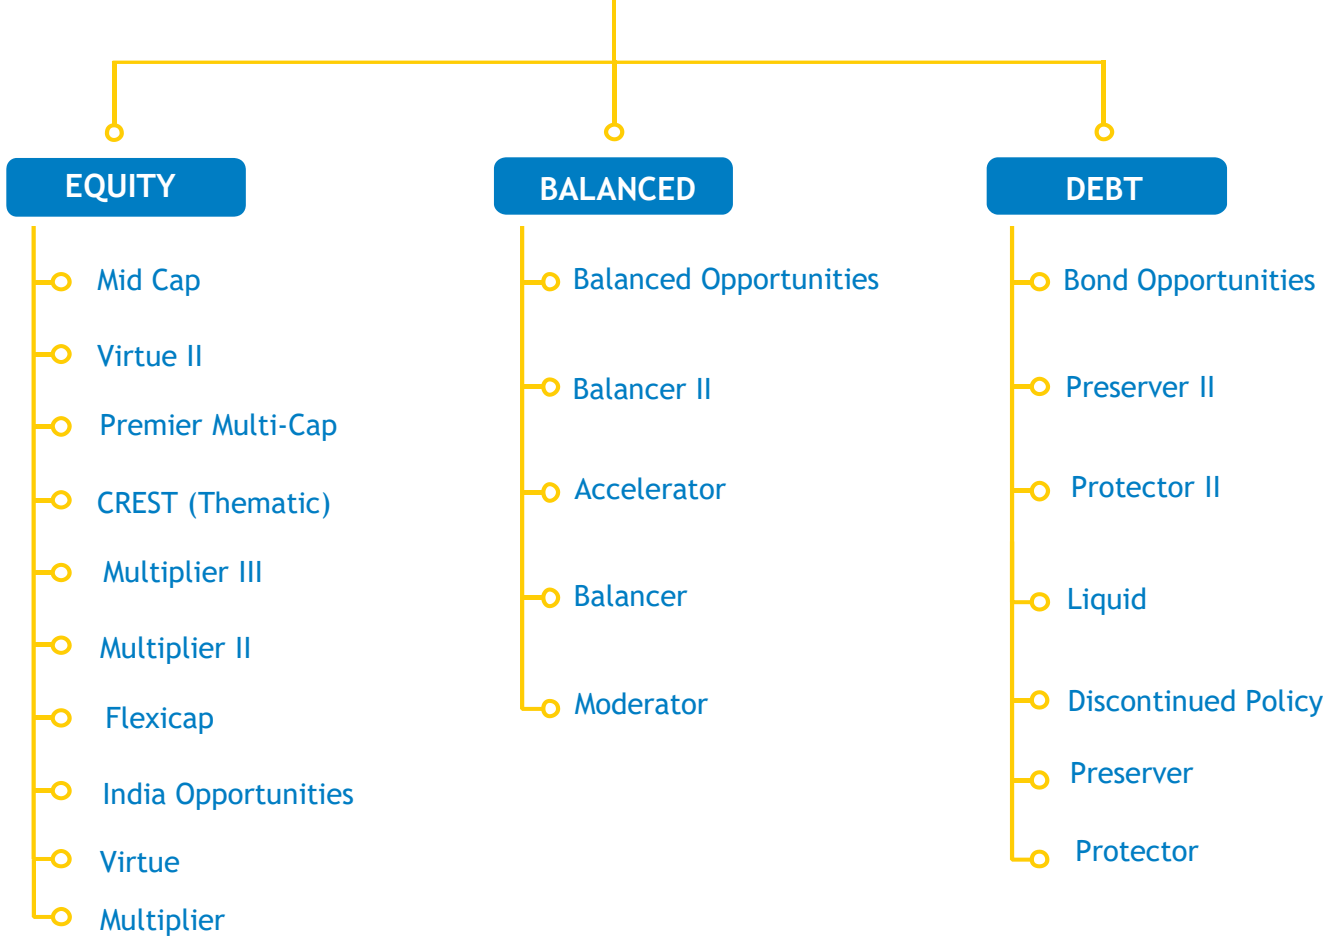 EQUITY
Mid Cap
Virtue II
Premier Multi-Cap
CREST (Thematic)
Multiplier III
Multiplier II
Flexicap
India Opportunities
Virtue
Multiplier
BALANCED
Balanced Opportunities
Balancer II
Accelerator
Balancer
Moderator
DEBT
Bond Opportunities
Preserver II
Protector II
Liquid
Discontinued Policy
Preserver
Protector